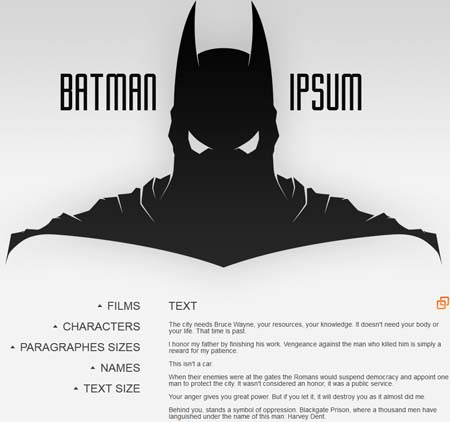 BATMAN IPSUM
FILMS
CHARACTERS
PARAGRAPHES SIZES
NAMES
TEXT SIZE
TEXT
The city needs Bruce Wayne, your resources, your knowledge. It doesn't need your body or
your life. That time is past.
I honor my father by finishing his work. Vengeance against the man who killed him is simply a
reward for my patience.
This isn't a car.
When their enemies were at the gates the Romans would suspend democracy and appoint one
man to protect the city. It wasn't considered an honor, it was a public service.
Your anger gives you great power. But if you let it, it will destroy you as it almost did me.
Behind you, stands a symbol of oppression. Blackgate Prison, where a thousand men have
languished under the name of this man: Harvey Dent.